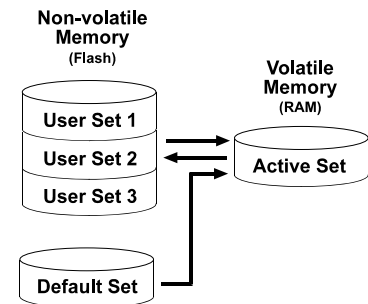 Non-volatile
Memory
(Flash)
User Set 1
User Set 2
User Set 3
Default Set
Volatile
Memory
(RAM)
Active Set